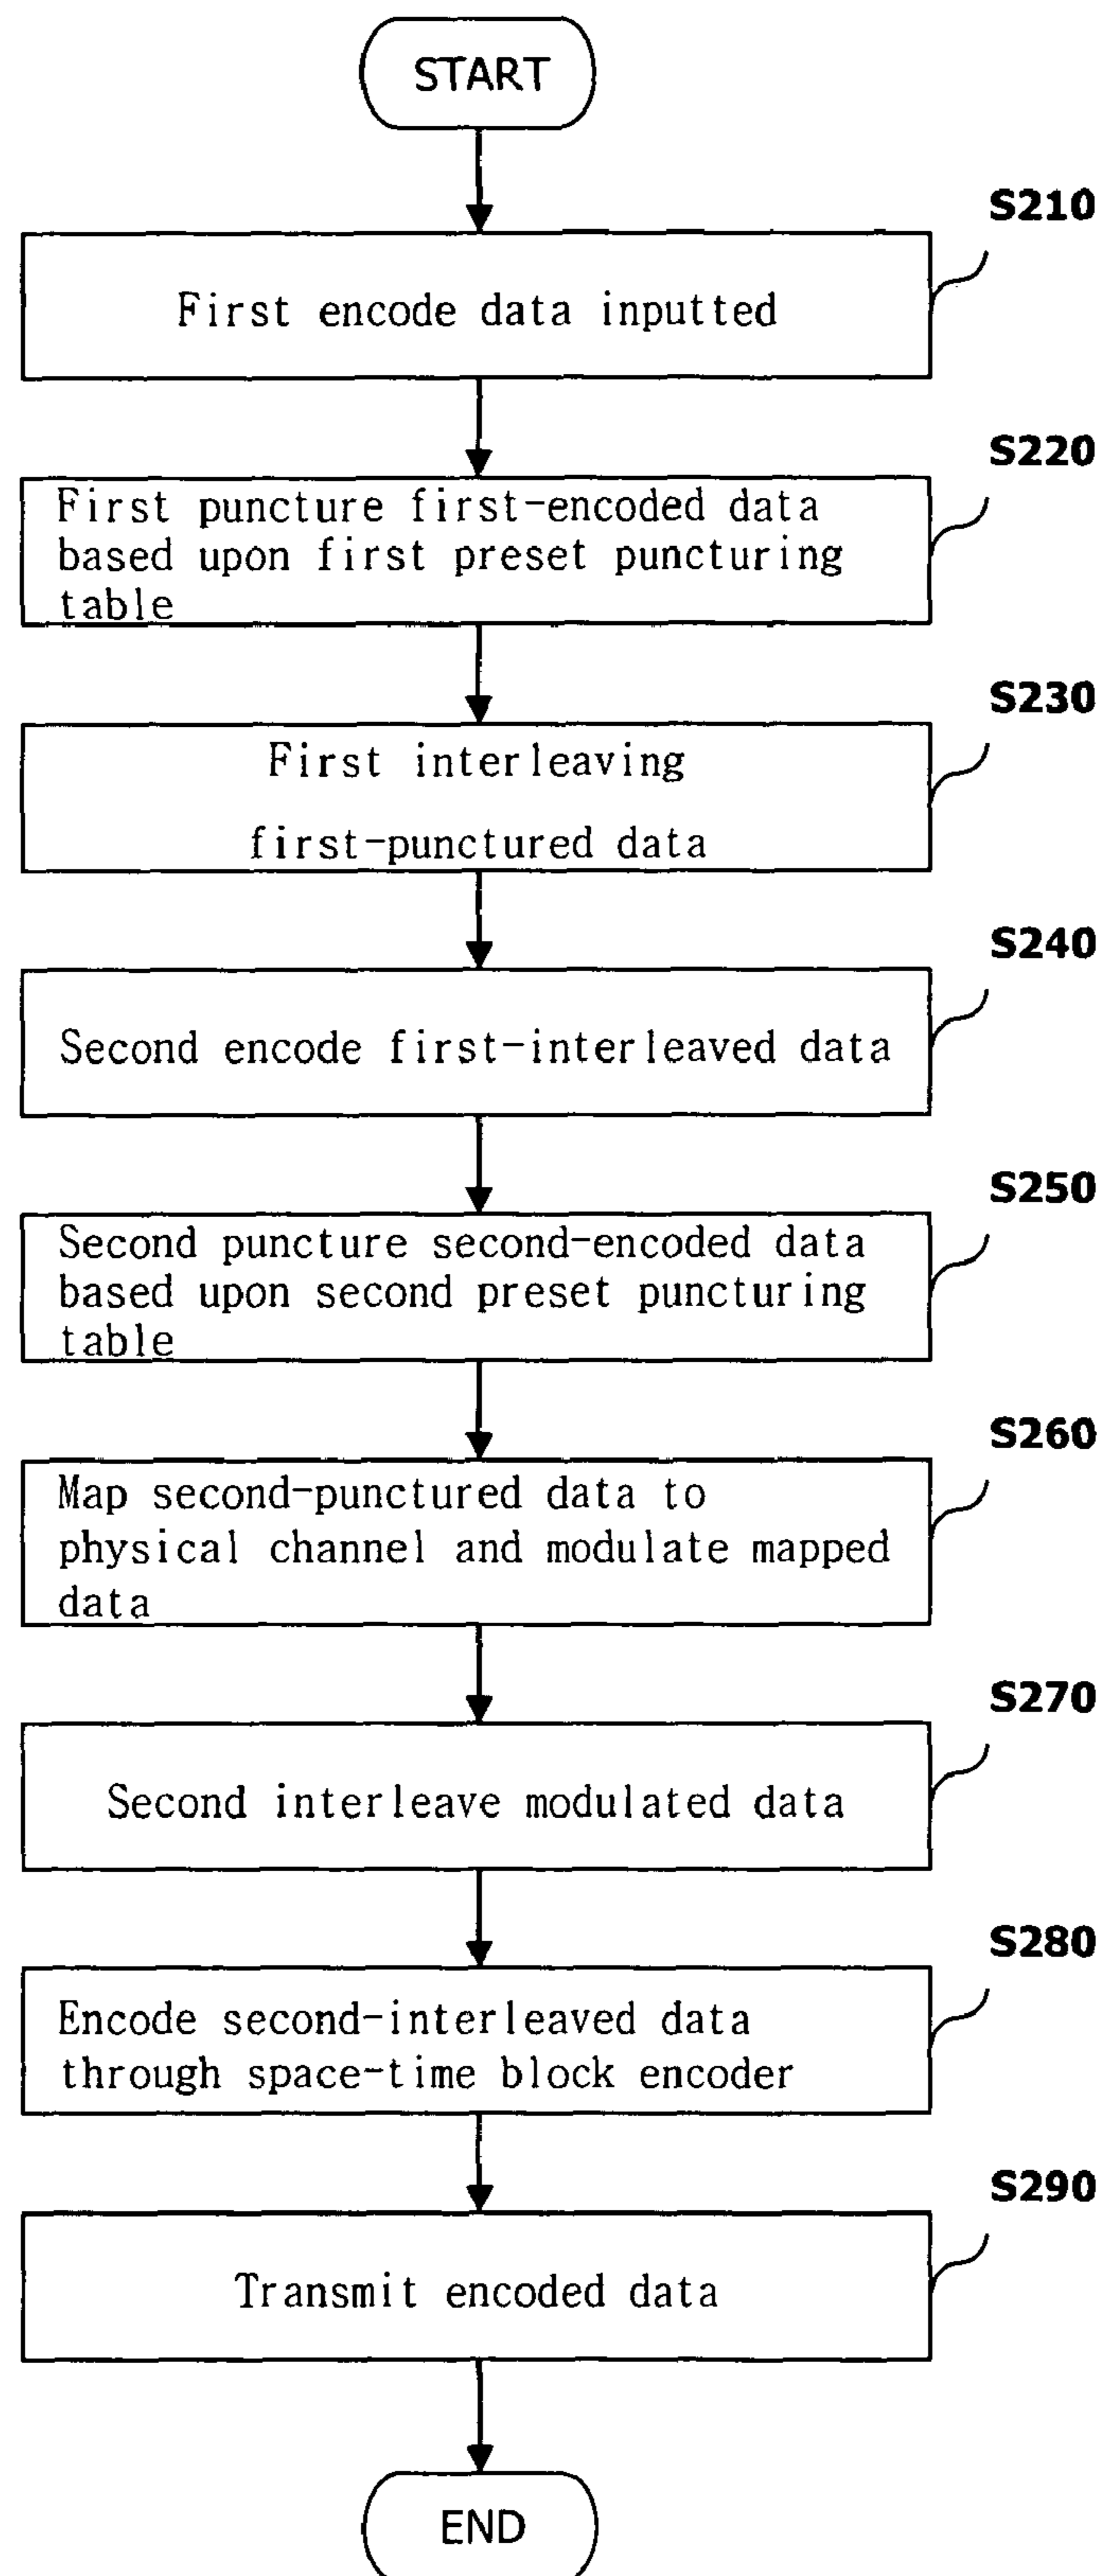 START
S210
First encode data inputted
S220
First puncture first-encoded data
based upon first preset puncturing
table
S230
First interleaving
first-punctured data
S240
Second encode first-interleaved data
S250
Second puncture second-encoded data
based upon second preset puncturing
table
S260
Map second-punctured data to
physical channel and modulate mapped
data
S270
Second interleave modulated data
S280
Encode second-interleaved data
through space-time block encoder
S290
Transmit encoded data
END